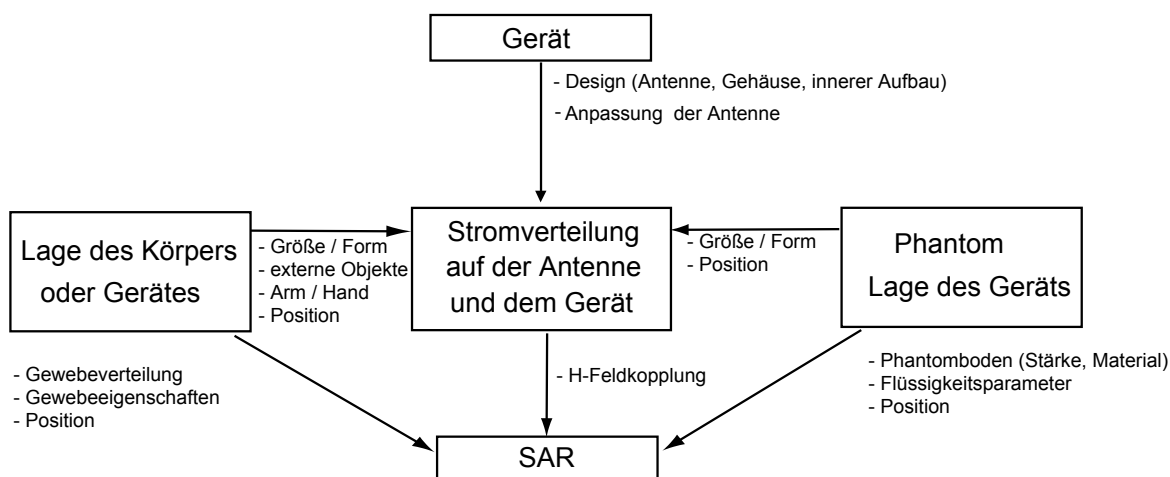 Gerät
- Design (Antenne, Gehäuse, innerer Aufbau)
- Anpassung der Antenne
Lage des Körpers
oder Gerätes
- Größe / Form
- externe Objekte
- Arm / Hand
- Position
Stromverteilung
auf der Antenne
und dem Gerät
- Größe / Form
- Position
Phantom
Lage des Geräts
- Gewebeverteilung
- Gewebeeigenschaften
- Position
- H-Feldkopplung
- Phantomboden (Stärke, Material)
- Flüssigkeitsparameter
- Position
SAR